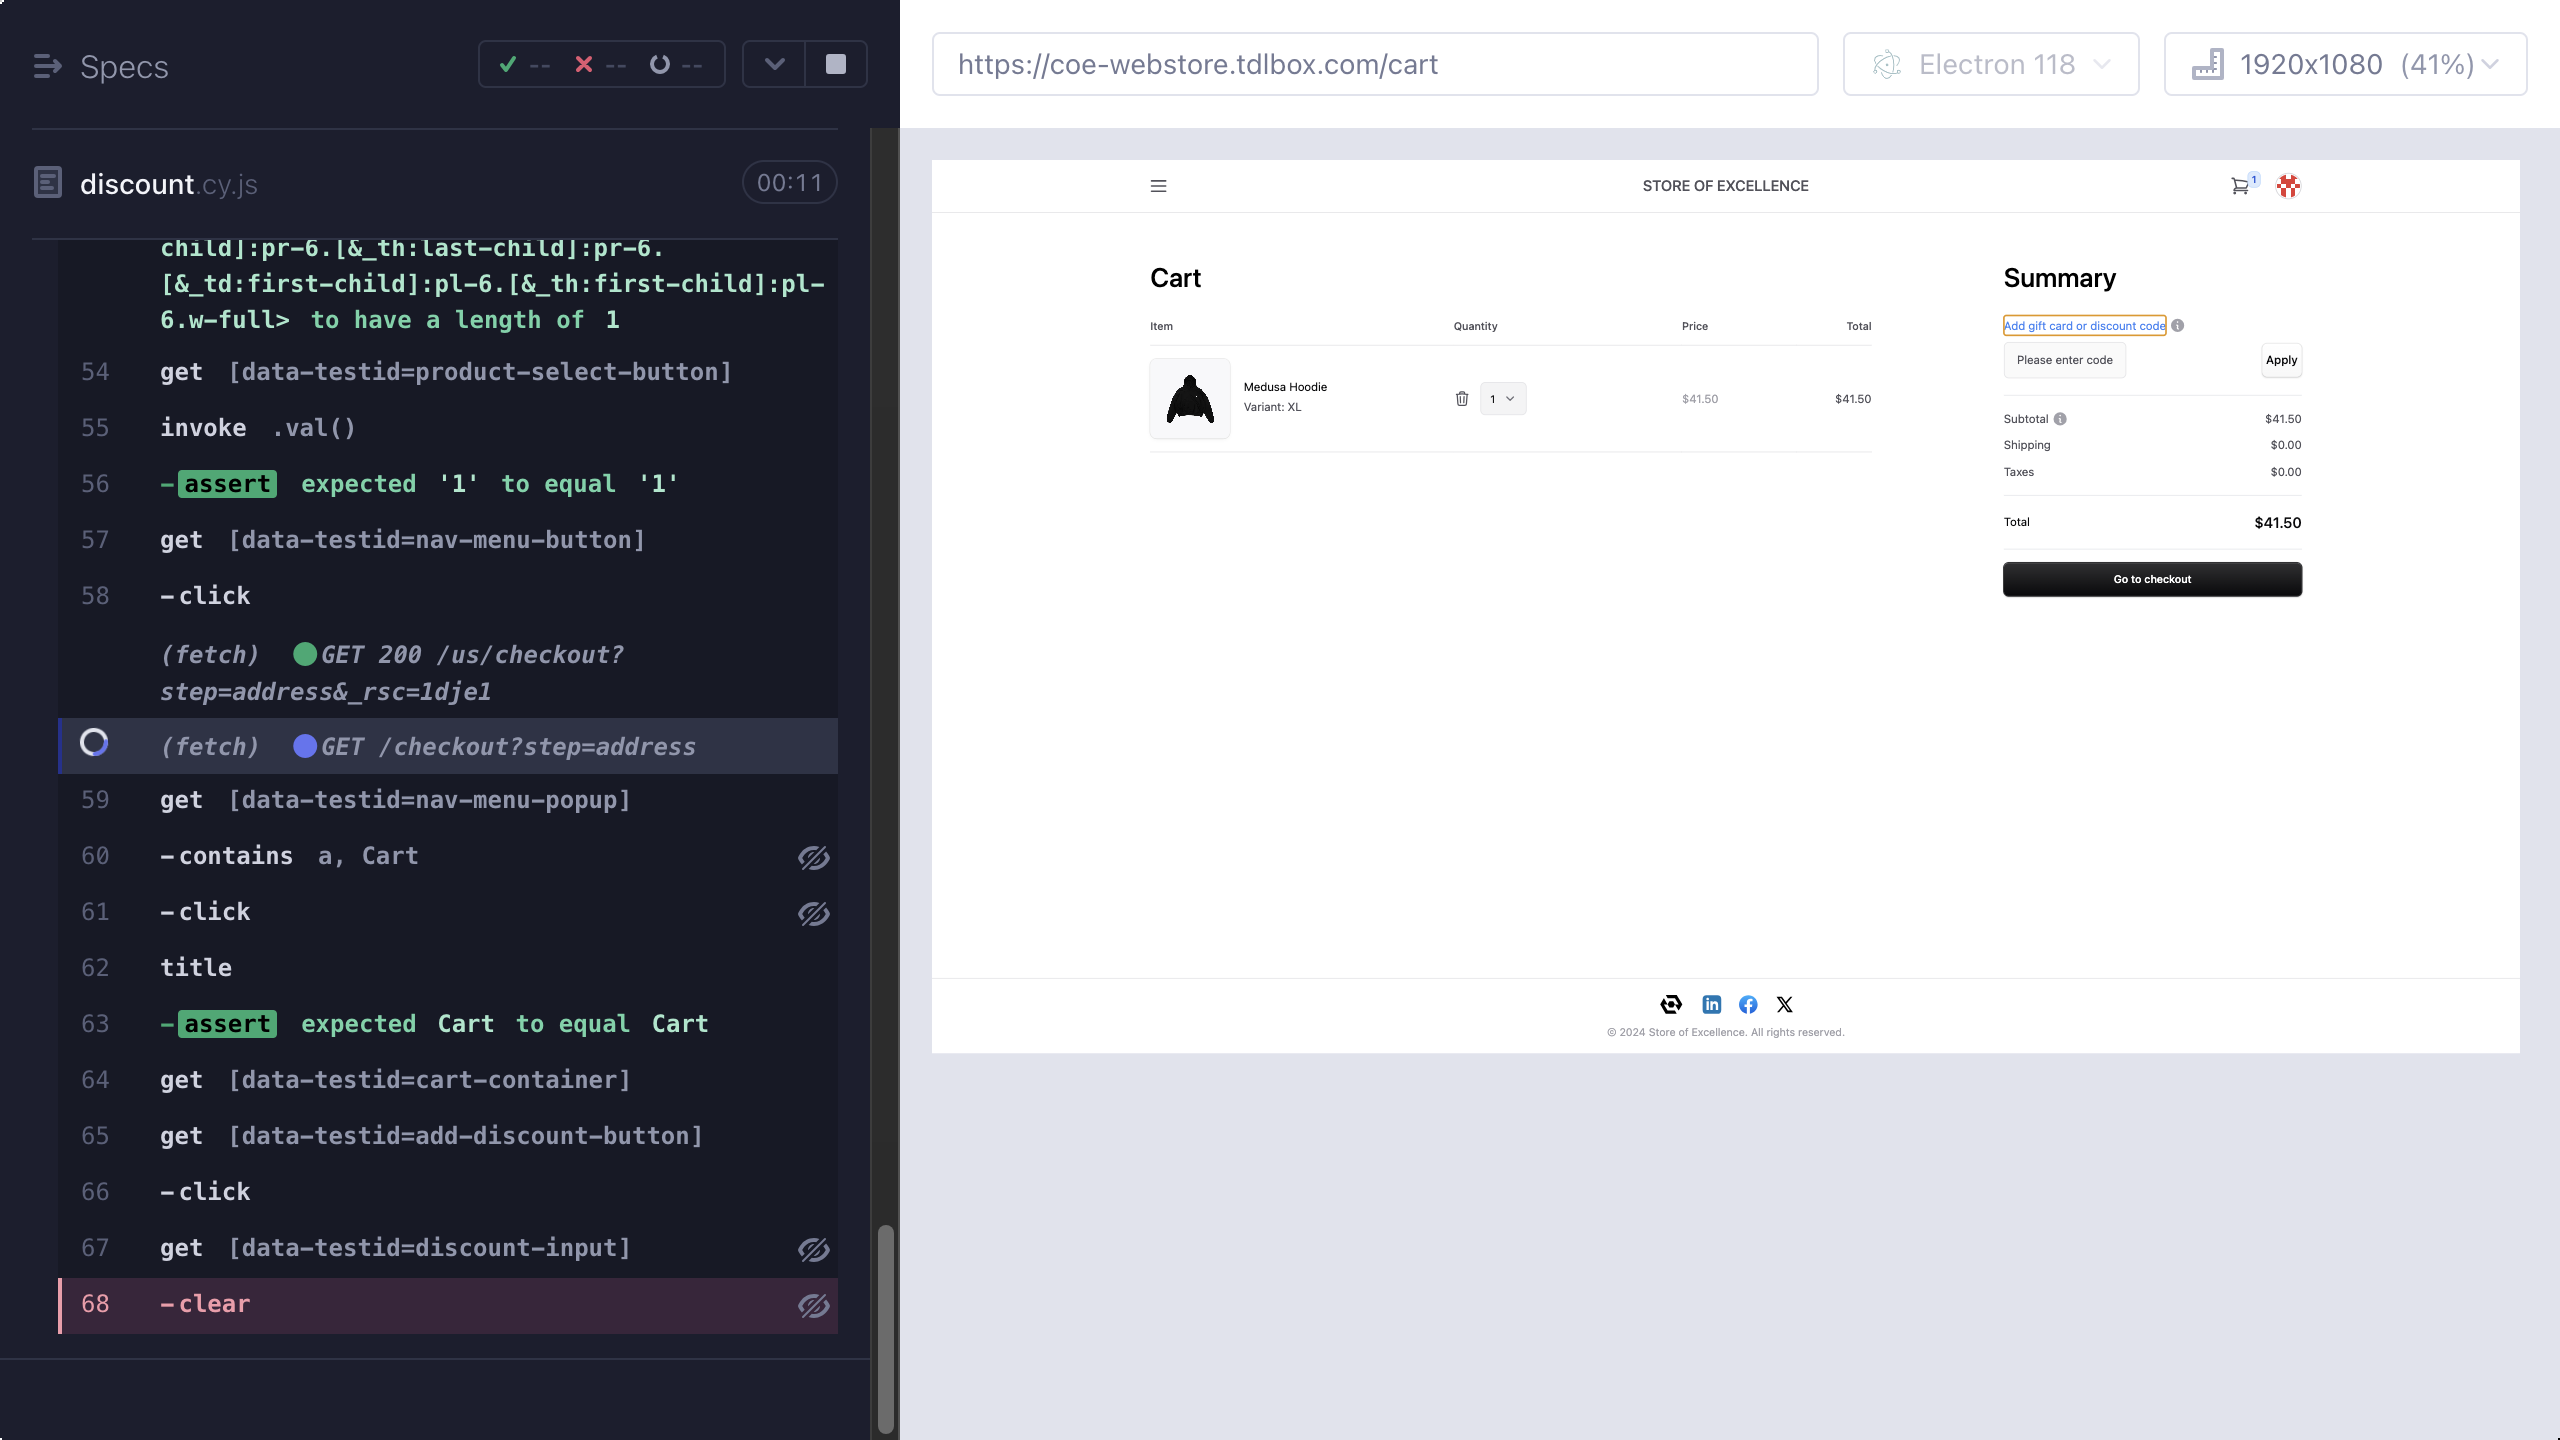 Specs
-- -- --
discount.cy.js
00:11
child]:pr-6.[&_th:last-child]:pr-6.
[&_td:first-child]:pl-6.[&_th:first-child]:pl-
6.w-full> to have a length of 1
54 get [data-testid=product-select-button]
55 invoke .val()
56 -assert expected '1' to equal '1'
57 get [data-testid=nav-menu-button]
58 -click
(fetch) GET 200 /us/checkout?
step=address&_rsc=1dje1
(fetch) GET /checkout?step=address
59 get [data-testid=nav-menu-popup]
60 -contains a, Cart
61 -click
62 title
63 -assert expected Cart to equal Cart
64 get [data-testid=cart-container]
65 get [data-testid=add-discount-button]
66 -click
67 get [data-testid=discount-input]
68 -clear
https://coe-webstore.tdlbox.com/cart
Electron 118
1920x1080 (41%)
STORE OF EXCELLENCE
1
Cart
Item Quantity Price Total
Medusa Hoodie
Variant: XL
1
$41.50
$41.50
Summary
Add gift card or discount code
Please enter code
Apply
Subtotal $41.50
Shipping $0.00
Taxes $0.00
Total $41.50
Go to checkout
© 2024 Store of Excellence. All rights reserved.